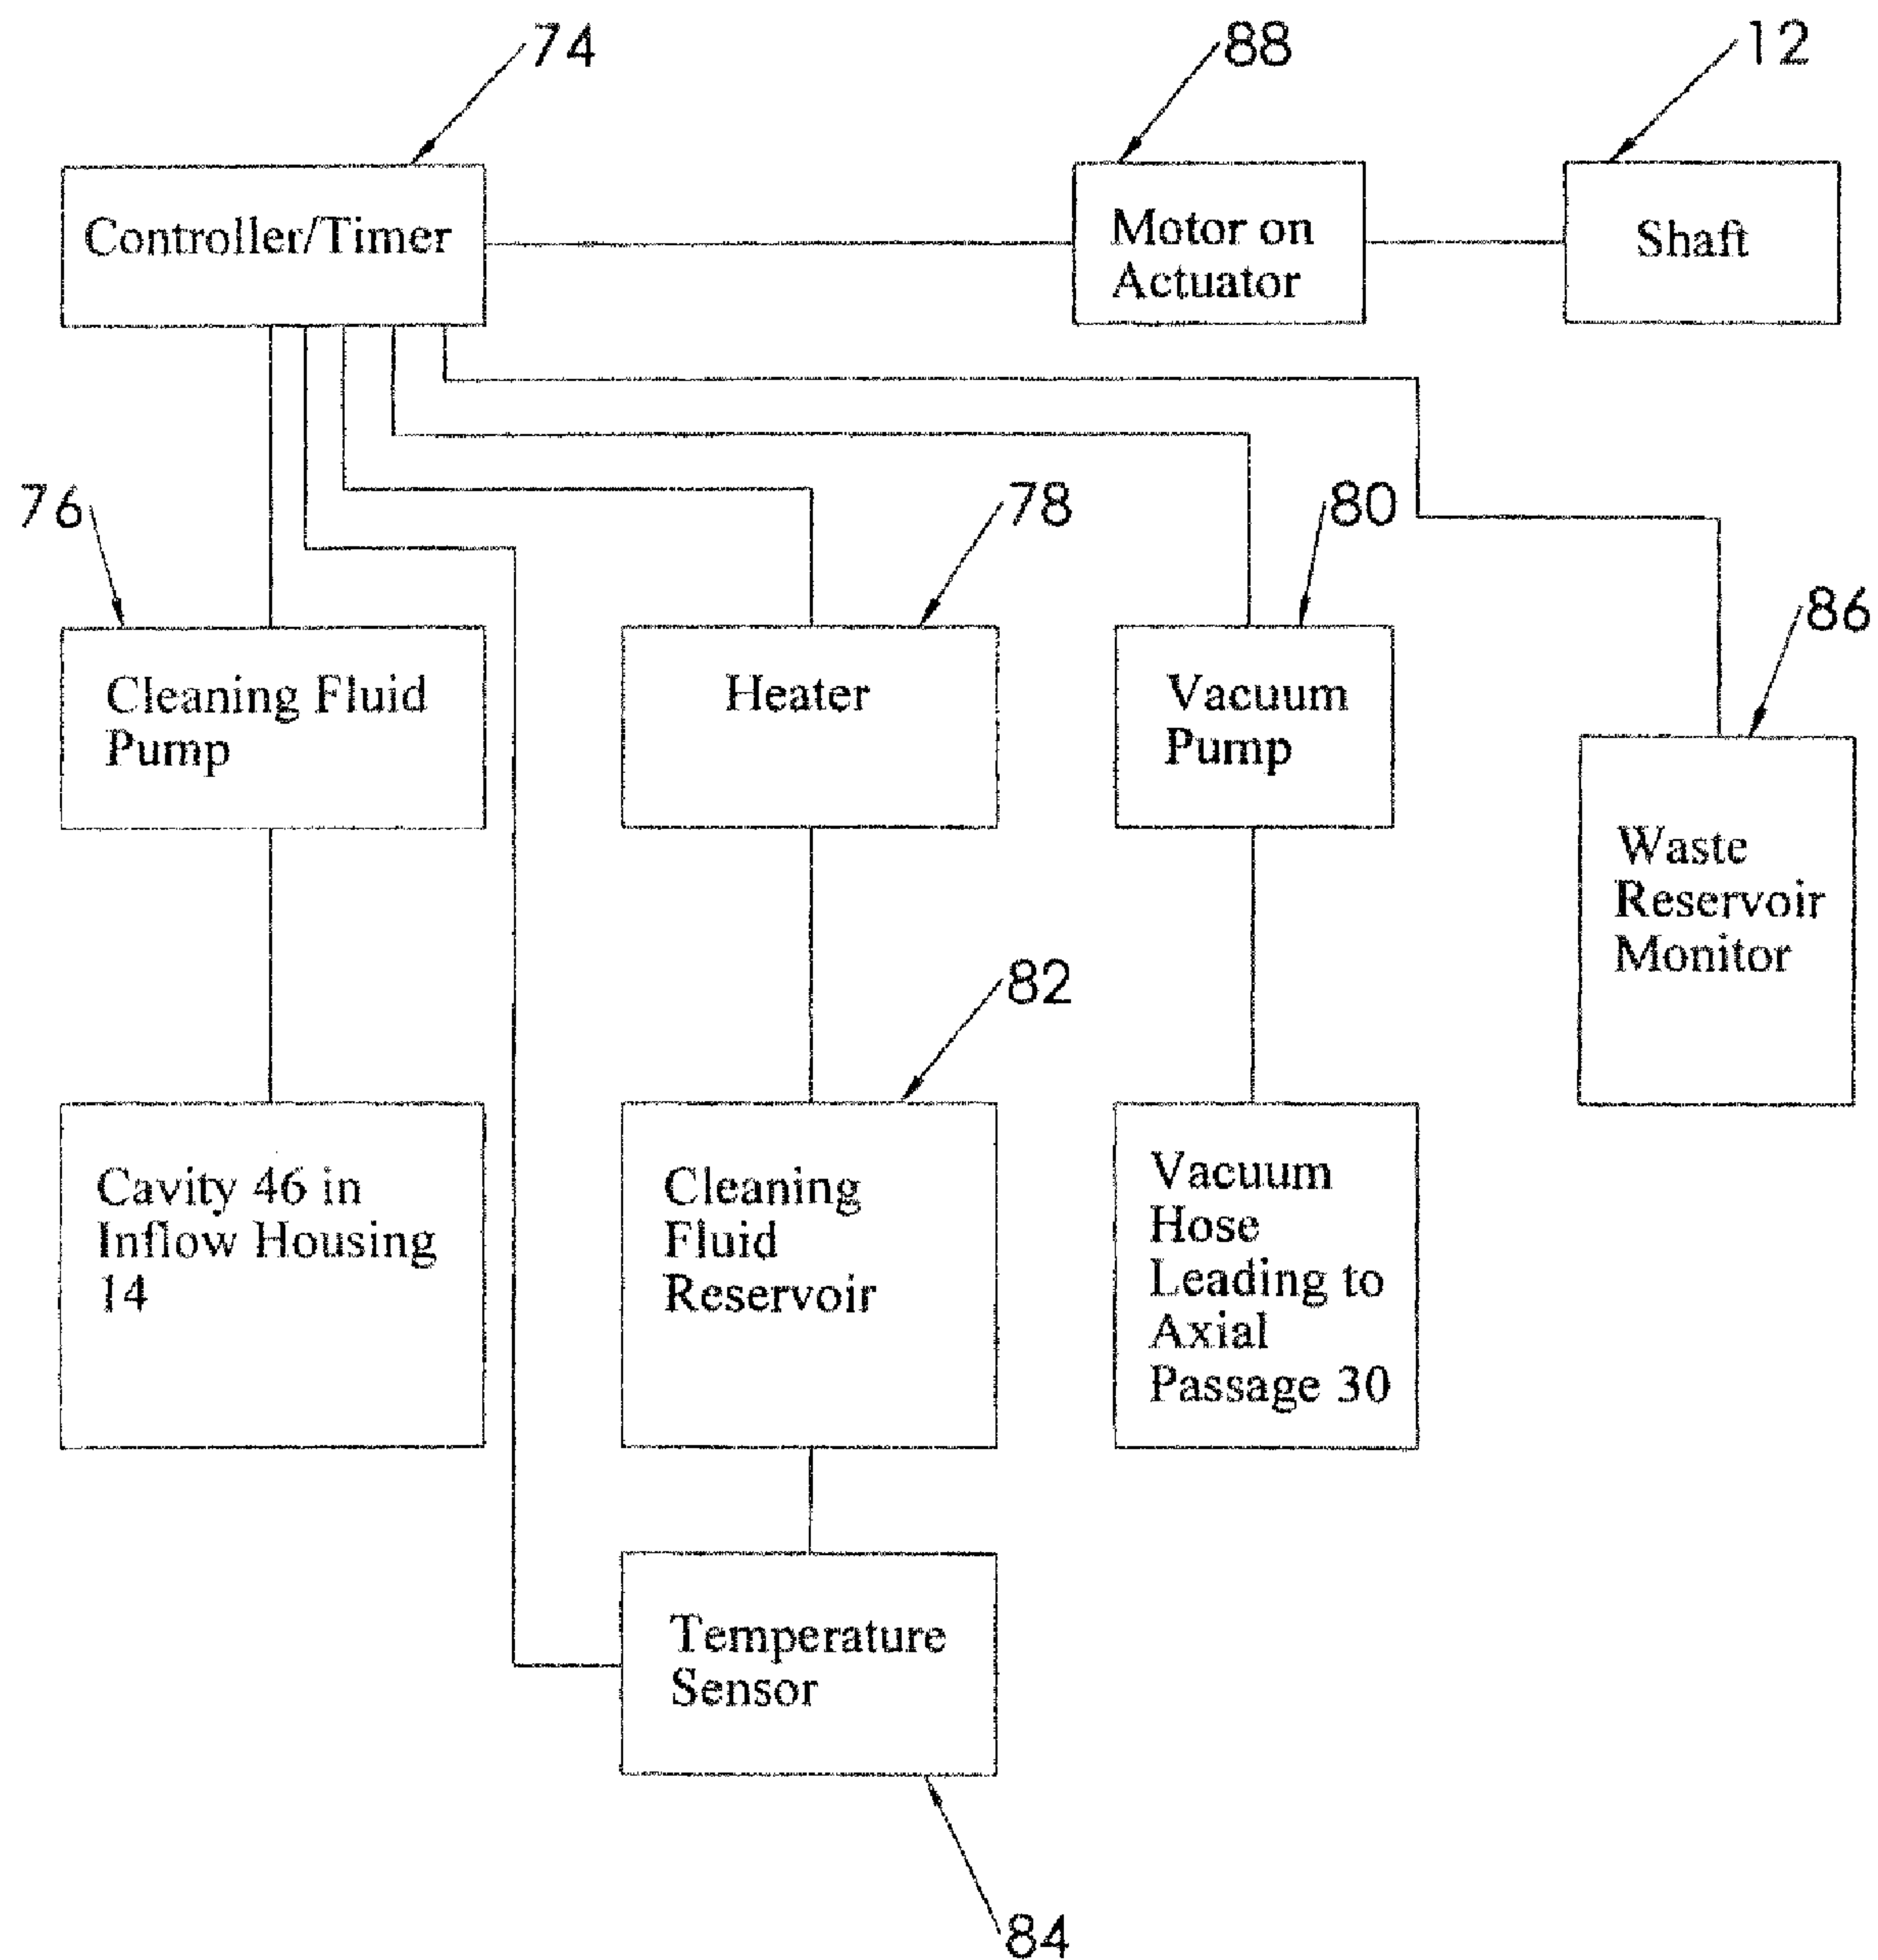 74
88
12
Controller/Timer
Motor on
Actuator
Shaft
76
78
80
86
Cleaning Fluid
Pump
Heater
Vacuum
Pump
Waste
Reservoir
Monitor
82
Cavity 46 in
Inflow Housing
14
Cleaning
Fluid
Reservoir
Vacuum
Hose
Leading to
Axial
Passage 30
Temperature
Sensor
84